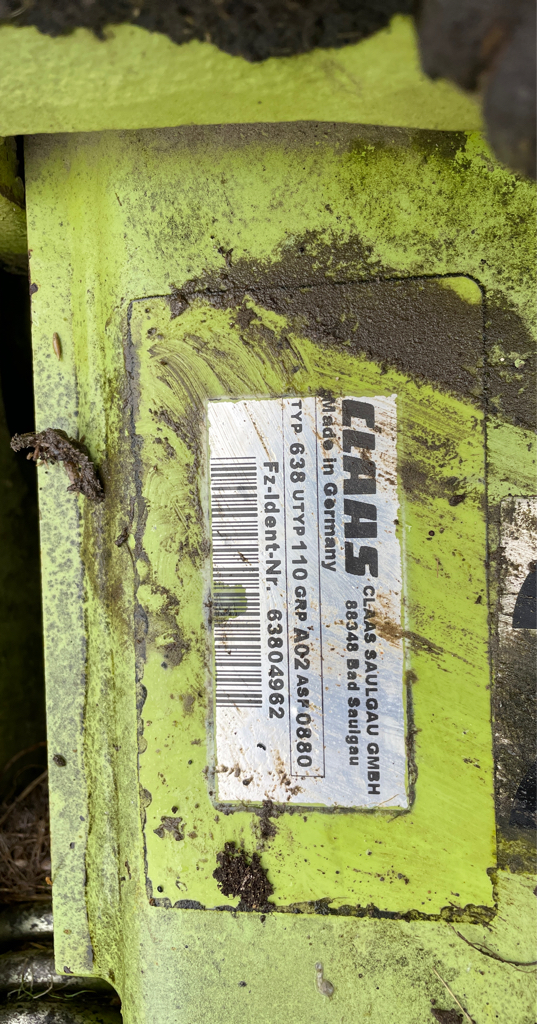 CLAAS
CLAAS SAULGAU GMBH
88348 Bad Saulgau
Made in Germany
TYP 638 UTYP 110 GRP A02 ASF 0880
Fz-Ident-Nr. 63804962